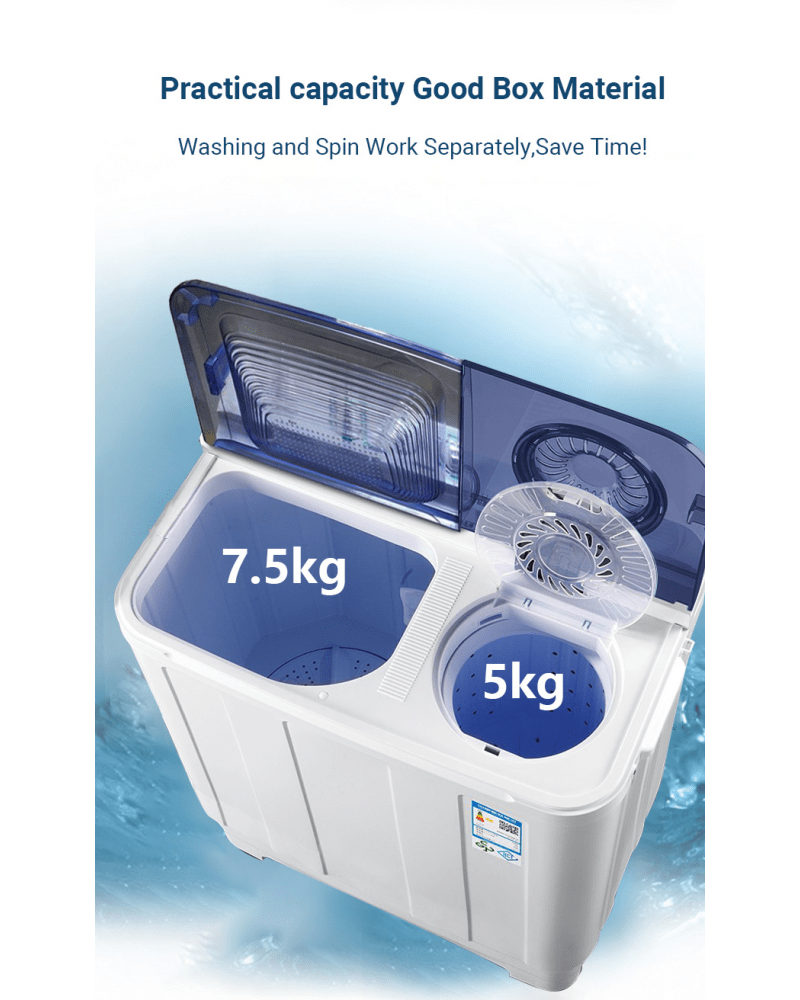 Practical capacity Good Box Material
Washing and Spin Work Separately,Save Time!
7.5kg
5kg